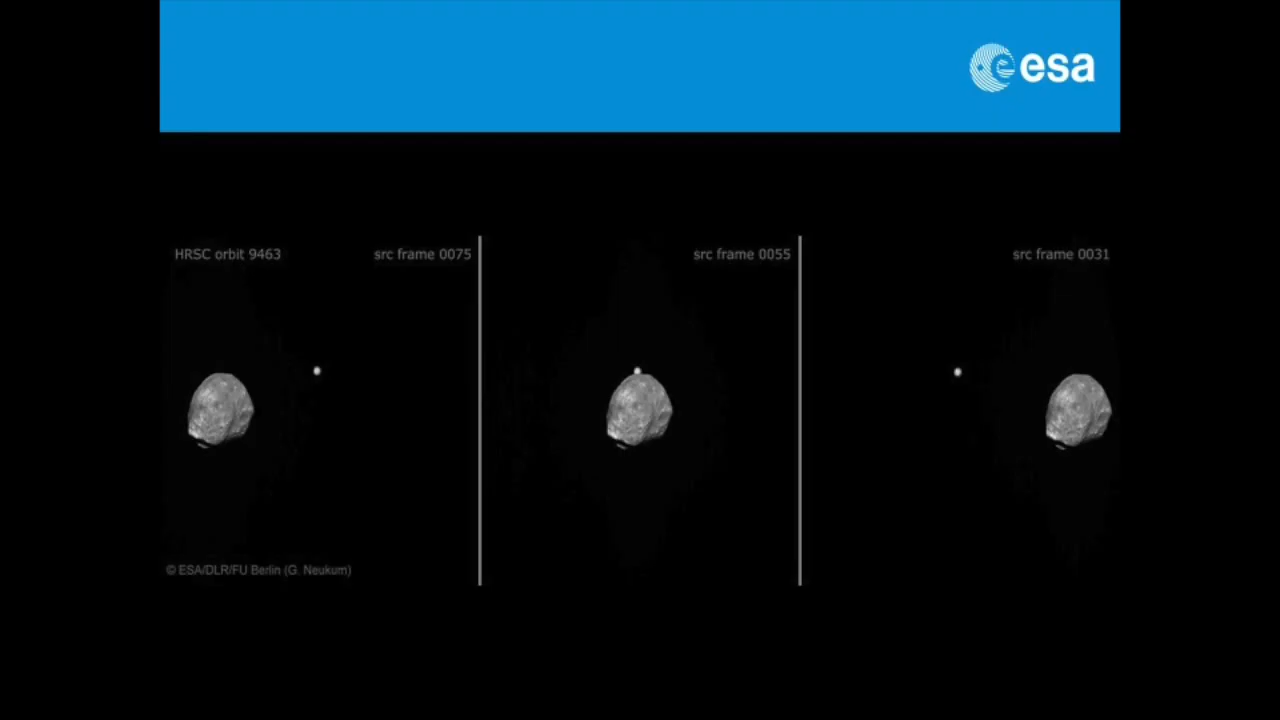 esa
HRSC orbit 9463
src frame 0075
src frame 0055
src frame 0031
© ESA/DLR/FU Berlin (G. Neukum)